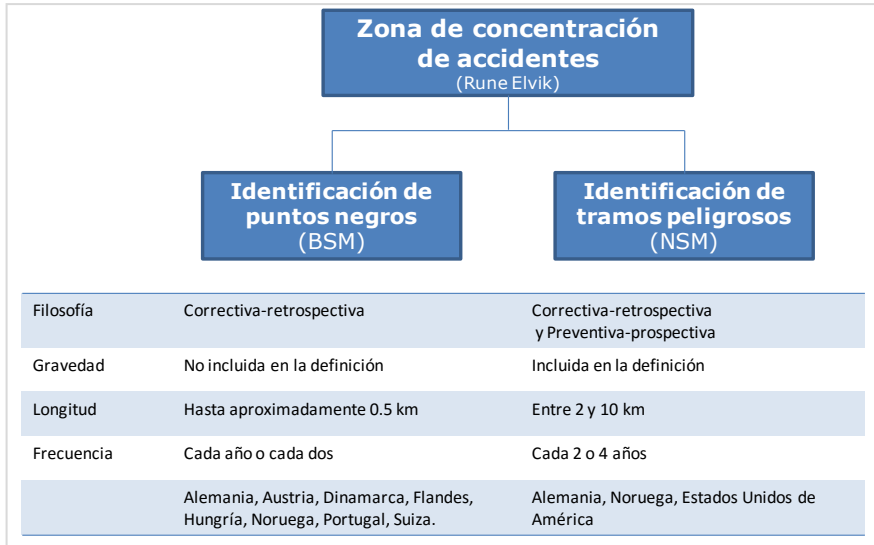 Zona de concentración
de accidentes
(Rune Elvik)
Identificación de
puntos negros
(BSM)
Identificación de
tramos peligrosos
(NSM)
Filosofía
Correctiva-retrospectiva
Correctiva-retrospectiva
y Preventiva-prospectiva
Gravedad
No incluida en la definición
Incluida en la definición
Longitud
Hasta aproximadamente 0.5 km
Entre 2 y 10 km
Frecuencia
Cada año o cada dos
Cada 2 o 4 años
Alemania, Austria, Dinamarca, Flandes,
Hungría, Noruega, Portugal, Suiza.
Alemania, Noruega, Estados Unidos de
América